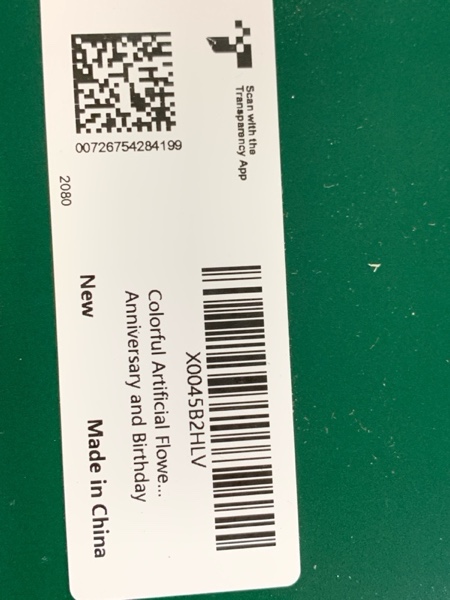 Scan with the
Transparency App
00726754284199
2080
X0045B2HLV
Colorful Artificial Flowe...
Anniversary and Birthday
New
Made in China